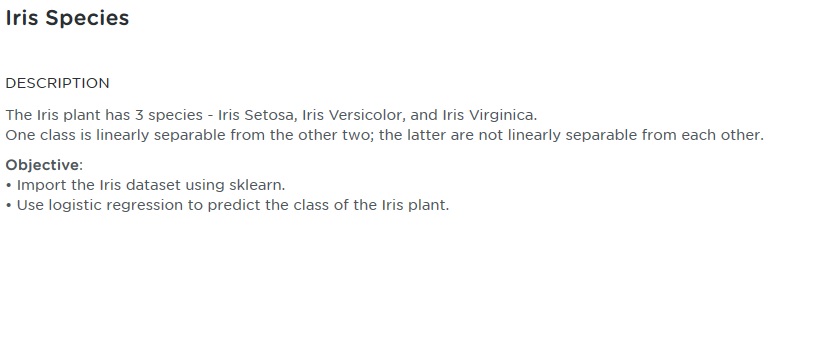 Iris Species
DESCRIPTION
The Iris plant has 3 species - Iris Setosa, Iris Versicolor, and Iris Virginica.
One class is linearly separable from the other two; the latter are not linearly separable from each other.
Objective:
• Import the Iris dataset using sklearn.
• Use logistic regression to predict the class of the Iris plant.